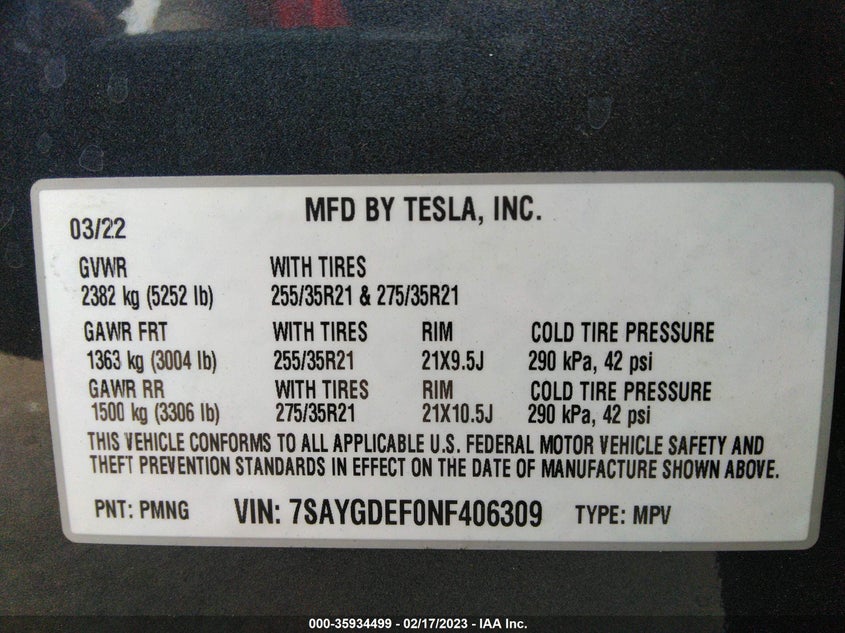 MFD BY TESLA, INC.
03/22
GVWR WITH TIRES
2382 kg (5252 lb) 255/35R21 & 275/35R21
GAWR FRT WITH TIRES RIM COLD TIRE PRESSURE
1363 kg (3004 lb) 255/35R21 21X9.5J 290 kPa, 42 psi
GAWR RR WITH TIRES RIM COLD TIRE PRESSURE
1500 kg (3306 lb) 275/35R21 21X10.5J 290 kPa, 42 psi
THIS VEHICLE CONFORMS TO ALL APPLICABLE U.S. FEDERAL MOTOR VEHICLE SAFETY AND
THEFT PREVENTION STANDARDS IN EFFECT ON THE DATE OF MANUFACTURE SHOWN ABOVE.
PNT: PMNG VIN: 7SAYGDEF0NF406309 TYPE: MPV
000-35934499 - 02/17/2023 - IAA Inc.